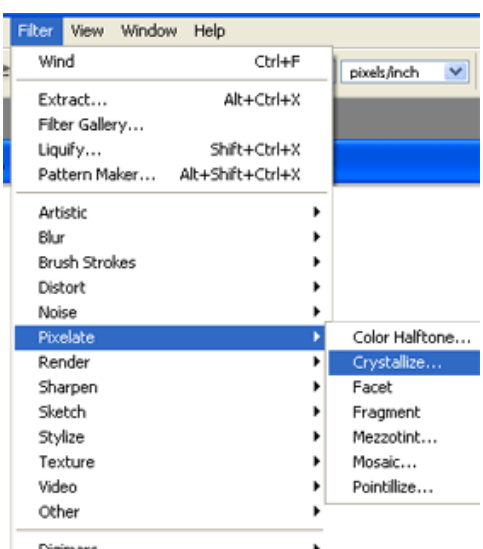 Filter View Window Help
Wind Ctrl+F
pixels/inch
Extract... Alt+Ctrl+X
Filter Gallery...
Liquify... Shift+Ctrl+X
Pattern Maker... Alt+Shift+Ctrl+X
Artistic
Blur
Brush Strokes
Distort
Noise
Pixelate
Color Halftone...
Render
Crystallize...
Sharpen
Facet
Sketch
Fragment
Stylize
Mezzotint...
Texture
Mosaic...
Video
Pointillize...
Other